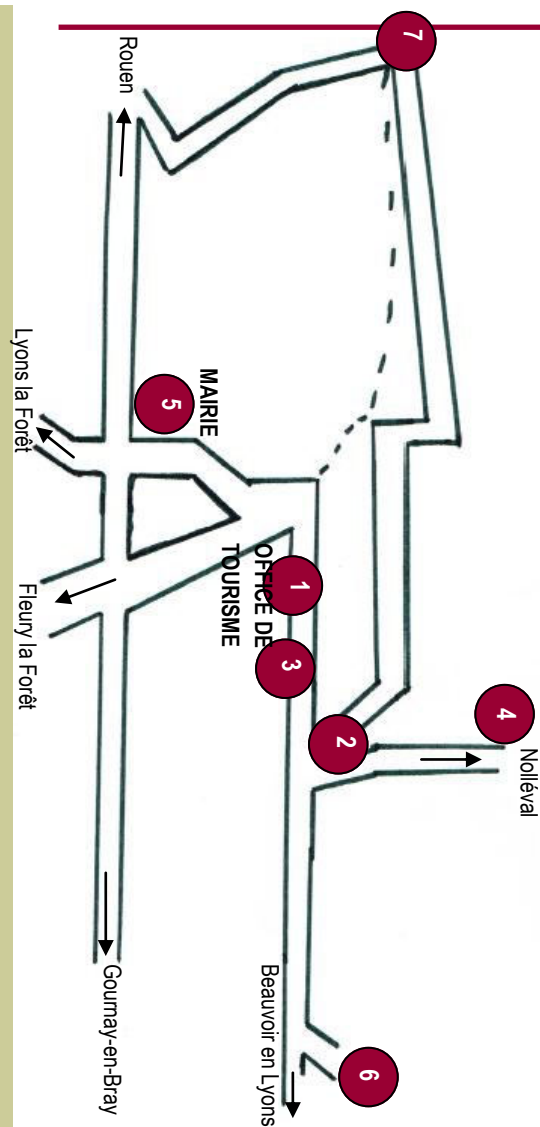 7
Rouen
Lyons la Forêt
MAIRIE
5
Fleury la Forêt
OFFICE DE
TOURISME
1
3
2
4
Nolléval
Gournay-en-Bray
Beauvoir en Lyons
6